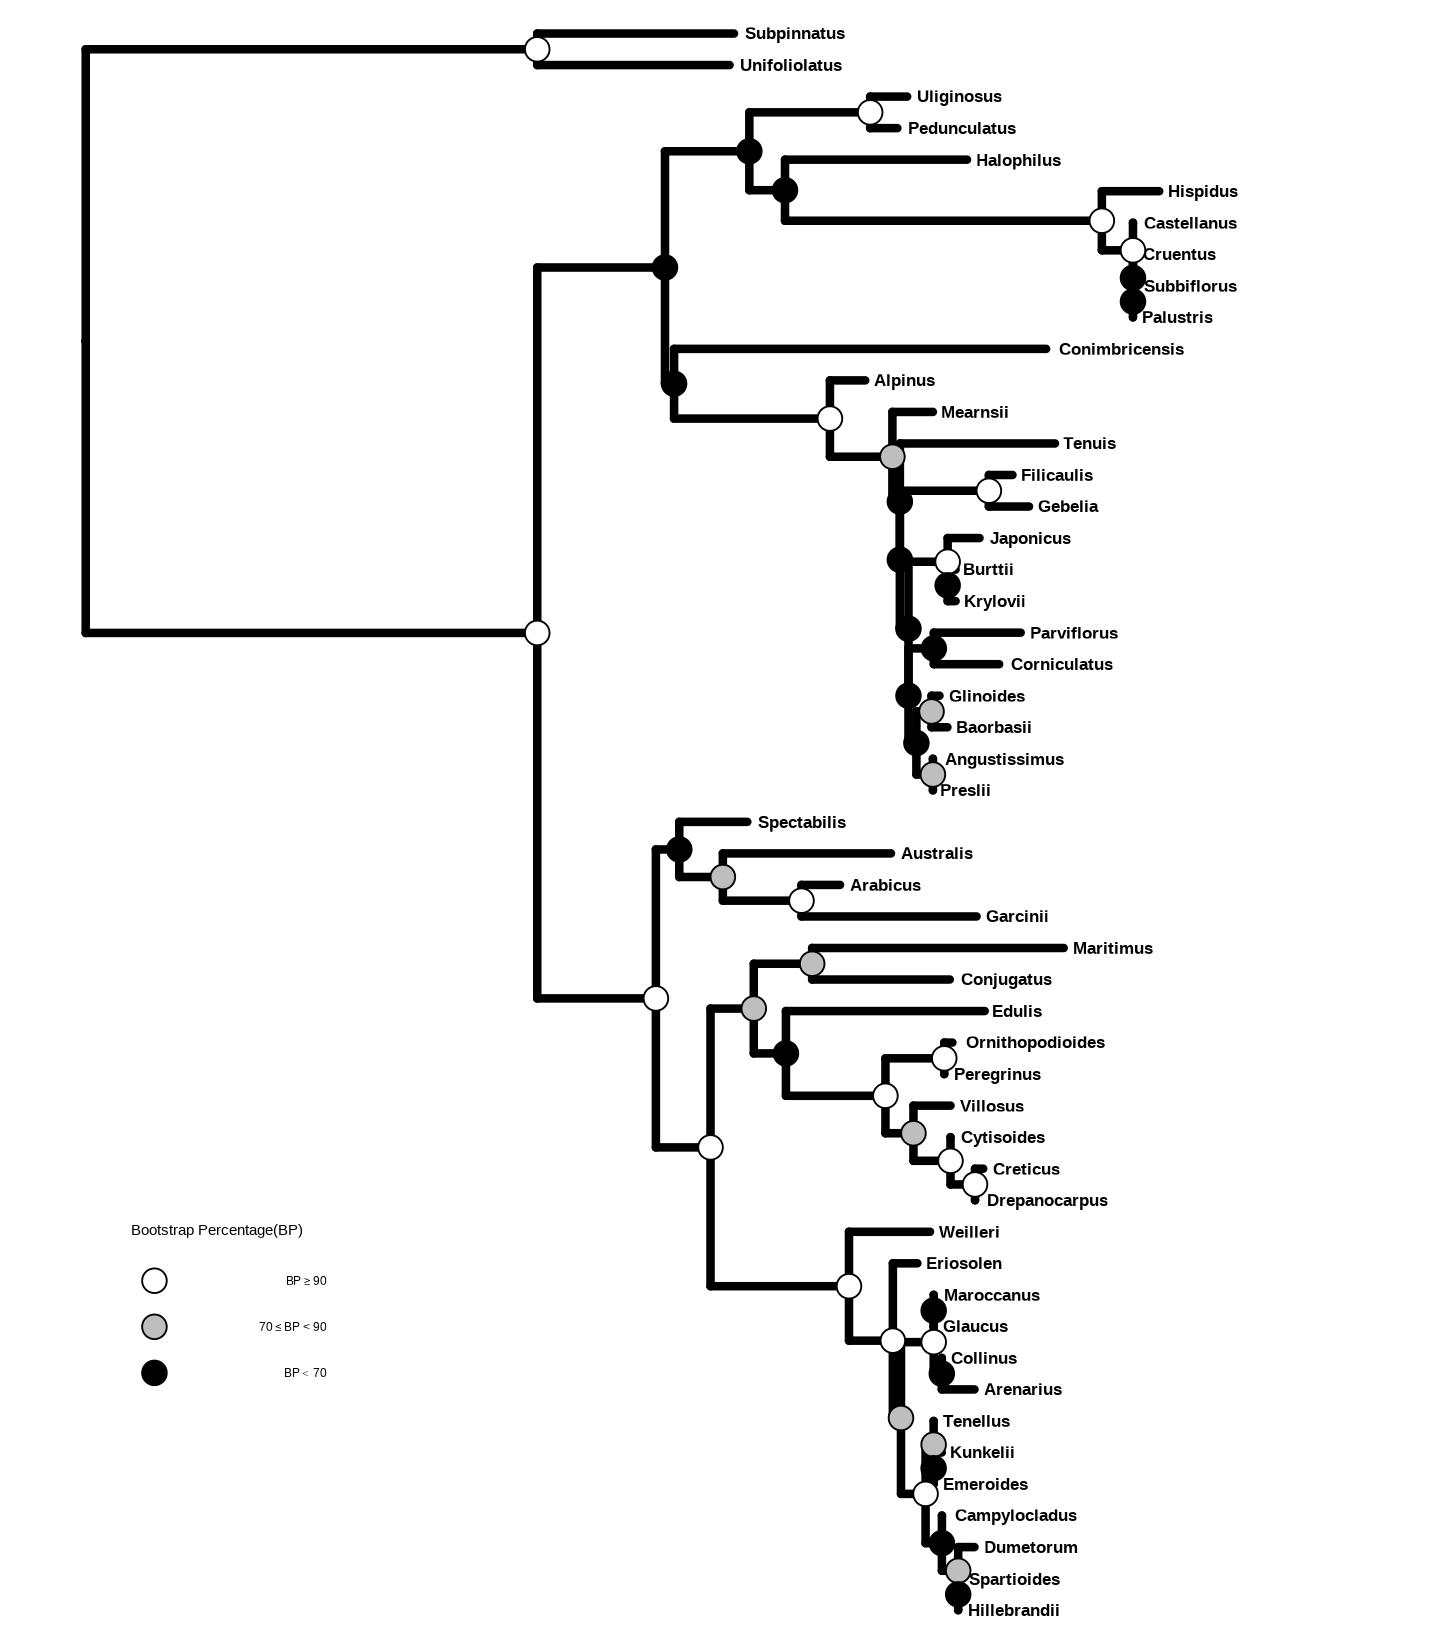 Subpinnatus
Unifoliolatus
Uliginosus
Pedunculatus
Halophilus
Hispidus
Castellanus
Cruentus
Subbiflorus
Palustris
Conimbricensis
Alpinus
Mearnsii
Tenuis
Filicaulis
Gebelia
Japonicus
Burttii
Krylovii
Parviflorus
Corniculatus
Glinoides
Baorbasii
Angustissimus
Preslii
Spectabilis
Australis
Arabicus
Garcinii
Maritimus
Conjugatus
Edulis
Ornithopodioides
Peregrinus
Villosus
Cytisoides
Creticus
Drepanocarpus
Weilleri
Eriosolen
Maroccanus
Glaucus
Collinus
Arenarius
Tenellus
Kunkelii
Emeroides
Campylocladus
Dumetorum
Spartioides
Hillebrandii
Bootstrap Percentage(BP)
BP ≥ 90
70 ≤ BP < 90
BP < 70